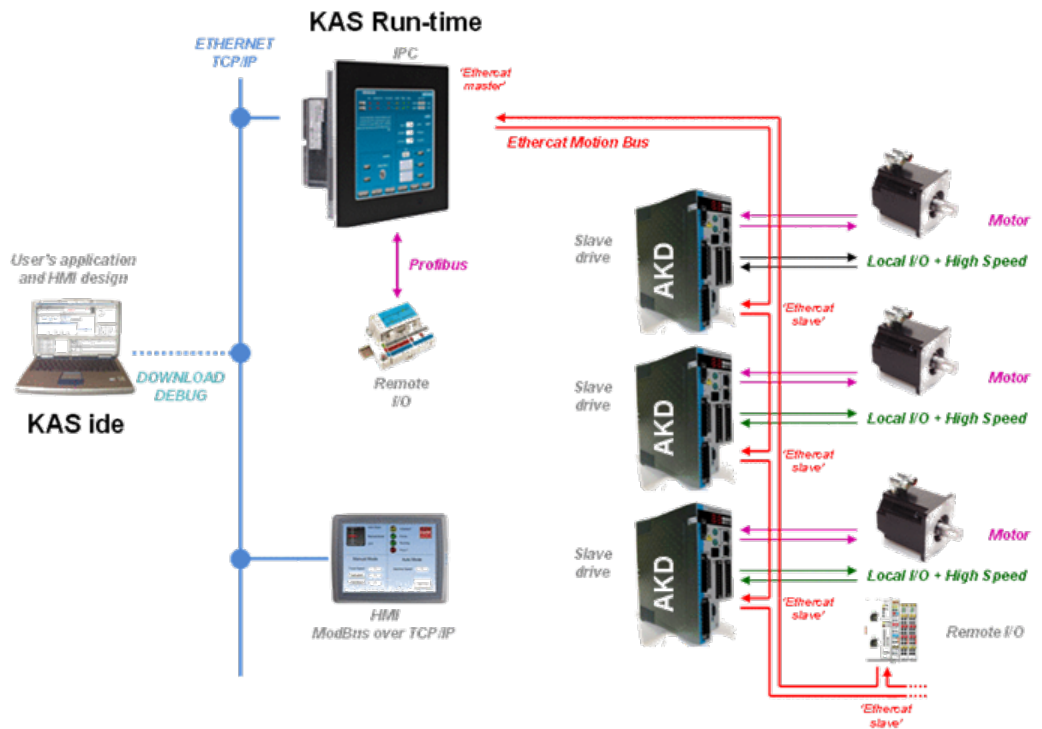 KAS Run-time
IPC
ETHERNET
TCP/IP
'Ethercat
master'
Ethercat Motion Bus
Profibus
Remote
I/O
User's application
and HMI design
DOWNLOAD
DEBUG
KAS ide
HMI
ModBus over TCP/IP
Slave
drive
AKD
Motor
Local I/O + High Speed
'Ethercat
slave'
Slave
drive
AKD
Motor
Local I/O + High Speed
'Ethercat
slave'
Slave
drive
AKD
Motor
Local I/O + High Speed
'Ethercat
slave'
Remote I/O
'Ethercat
slave'